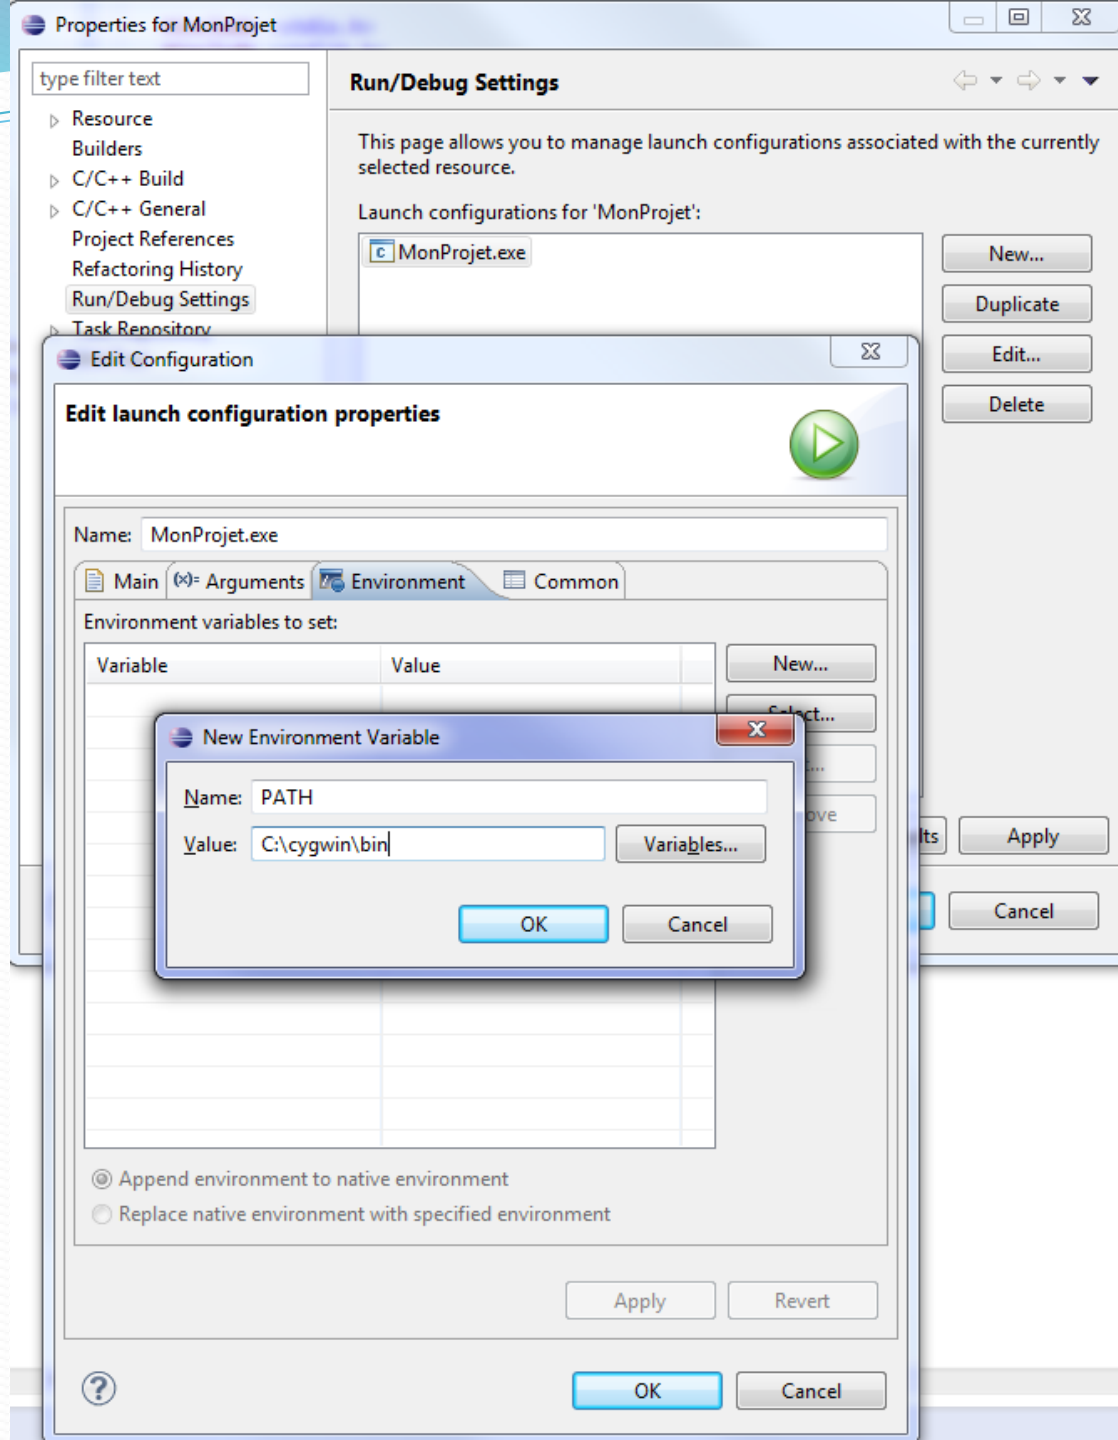 Properties for MonProjet
type filter text
Resource
Builders
C/C++ Build
C/C++ General
Project References
Refactoring History
Run/Debug Settings
Task Repository
Run/Debug Settings
This page allows you to manage launch configurations associated with the currently
selected resource.
Launch configurations for 'MonProjet':
MonProjet.exe
New...
Duplicate
Edit...
Delete
Apply
Cancel
Edit Configuration
Edit launch configuration properties
Name: MonProjet.exe
Main (x)= Arguments Environment Common
Environment variables to set:
Variable Value
New...
New Environment Variable
Name: PATH
Value: C:\cygwin\bin Variables...
OK Cancel
Append environment to native environment
Replace native environment with specified environment
Apply Revert
OK Cancel